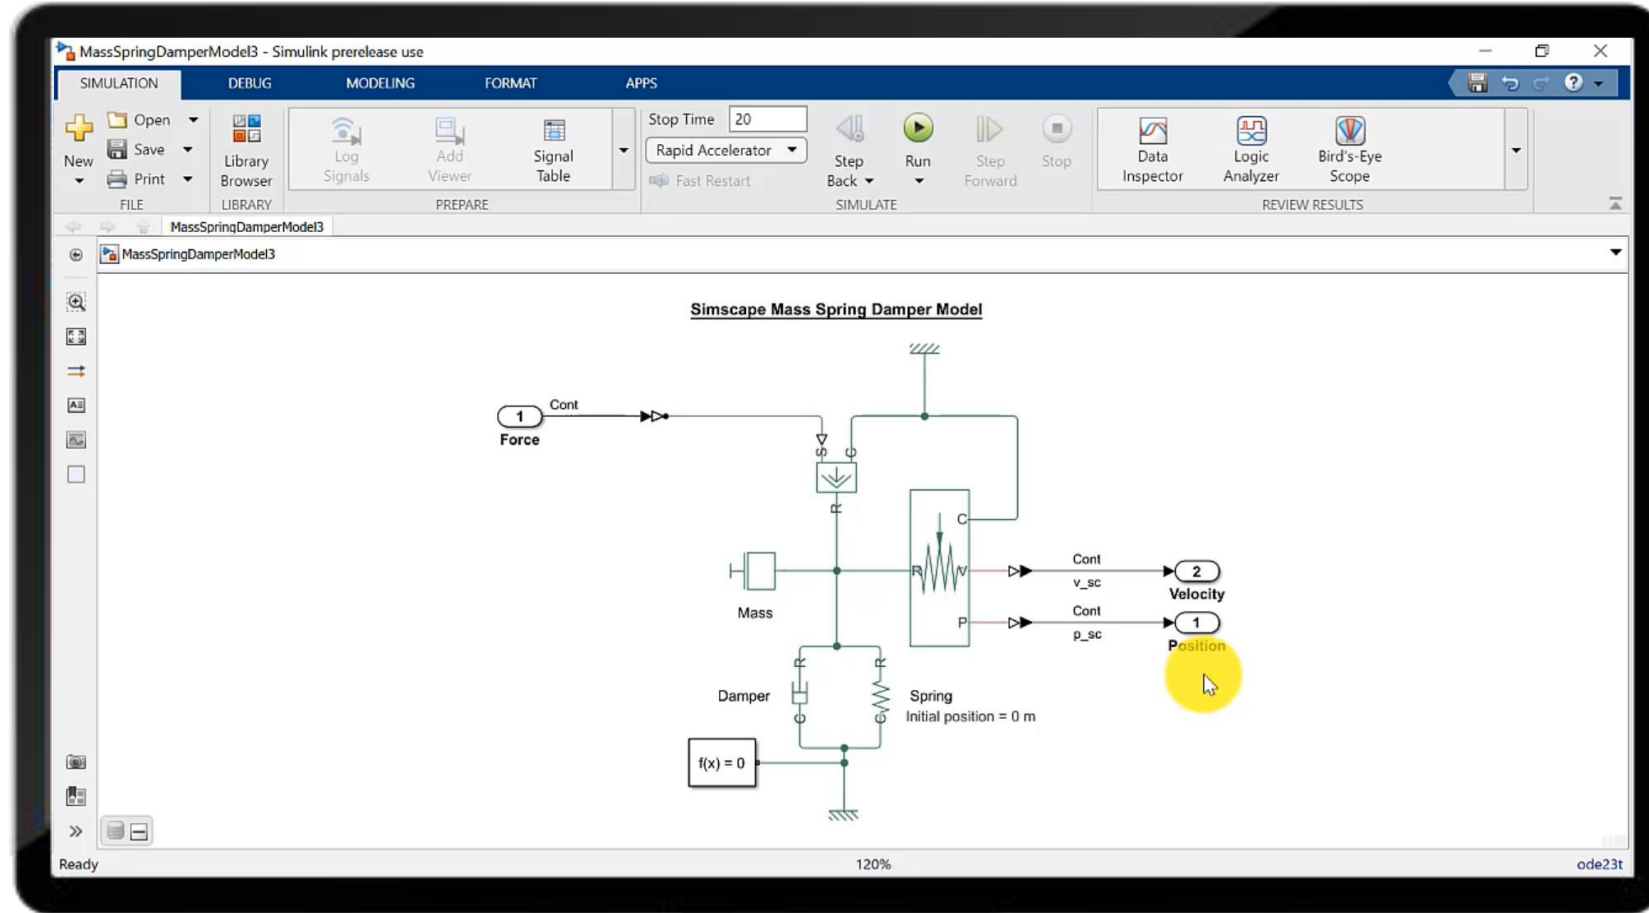 MassSpringDamperModel3 - Simulink prerelease use
SIMULATION DEBUG MODELING FORMAT APPS
New
Open
Save
Print
FILE
Library
Browser
LIBRARY
Log
Signals
Add
Viewer
Signal
Table
PREPARE
Stop Time 20
Rapid Accelerator
Fast Restart
Step
Back
Run
Step
Forward
Stop
SIMULATE
Data
Inspector
Logic
Analyzer
Bird's-Eye
Scope
REVIEW RESULTS
MassSpringDamperModel3
MassSpringDamperModel3
Simscape Mass Spring Damper Model
1
Cont
Force
S
C
R
Mass
R
C
V
P
Cont
v_sc
2
Velocity
Cont
p_sc
1
Position
R
R
Damper
Spring
Initial position = 0 m
C
C
f(x) = 0
Ready
120%
ode23t